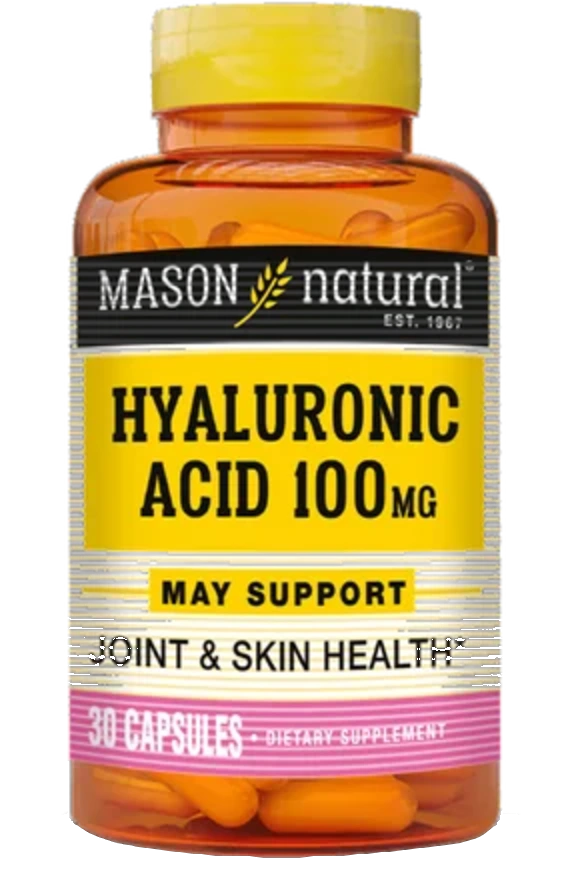 MASON natural®
EST. 1967
HYALURONIC
ACID 100MG
MAY SUPPORT
JOINT & SKIN HEALTH*
30 CAPSULES • DIETARY SUPPLEMENT